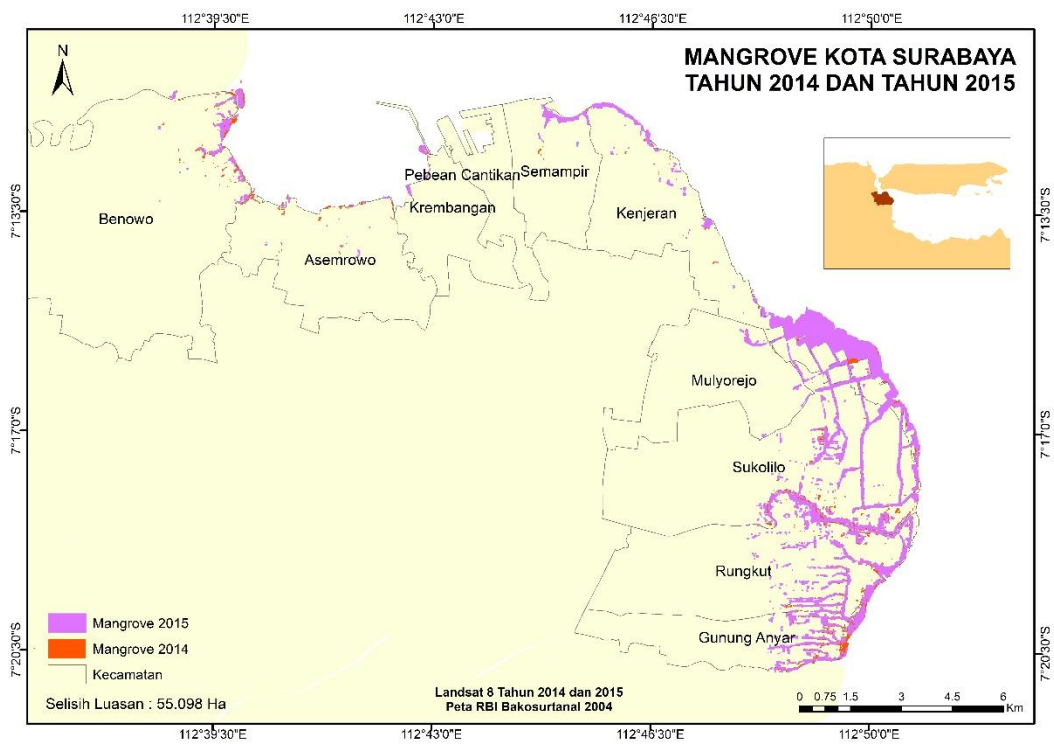 112°39'30"E 112°43'0"E 112°46'30"E 112°50'0"E
N
MANGROVE KOTA SURABAYA
TAHUN 2014 DAN TAHUN 2015
Pebean Cantikan
Semampir
Krembangan
Kenjeran
7°13'30"S
7°13'30"S
Benowo
Asemrowo
Mulyorejo
7°17'0"S
7°17'0"S
Sukolilo
Rungkut
Gunung Anyar
7°20'30"S
7°20'30"S
Mangrove 2015
Mangrove 2014
Kecamatan
Selisih Luasan : 55.098 Ha
Landsat 8 Tahun 2014 dan 2015
Peta RBI Bakosurtanal 2004
0 0.75 1.5 3 4.5 6
Km
112°39'30"E 112°43'0"E 112°46'30"E 112°50'0"E